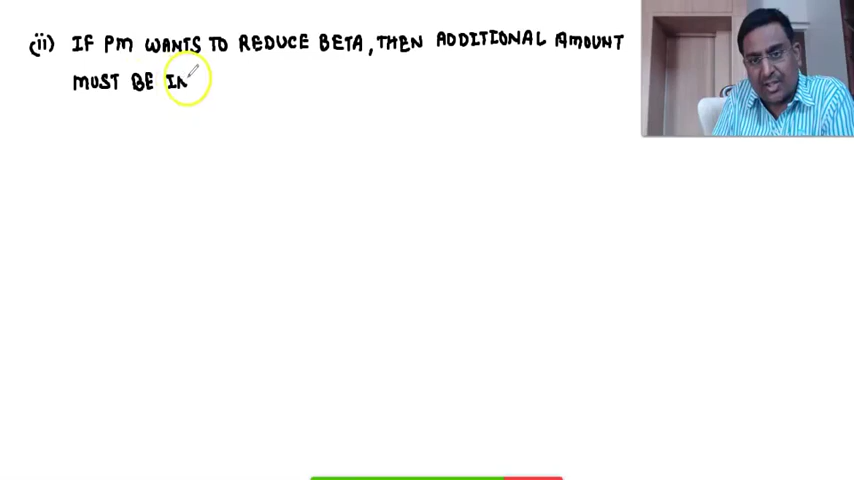 (ii) IF PM WANTS TO REDUCE BETA, THEN ADDITIONAL AMOUNT
MUST BE IN